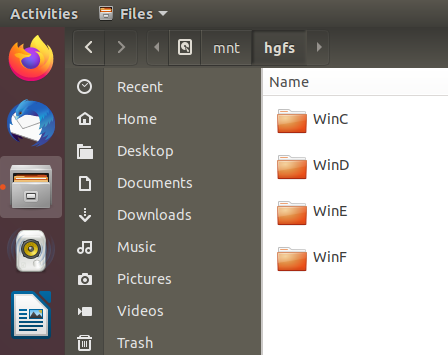 Activities Files
mnt hgfs
Recent
Home
Desktop
Documents
Downloads
Music
Pictures
Videos
Trash
Name
WinC
WinD
WinE
WinF